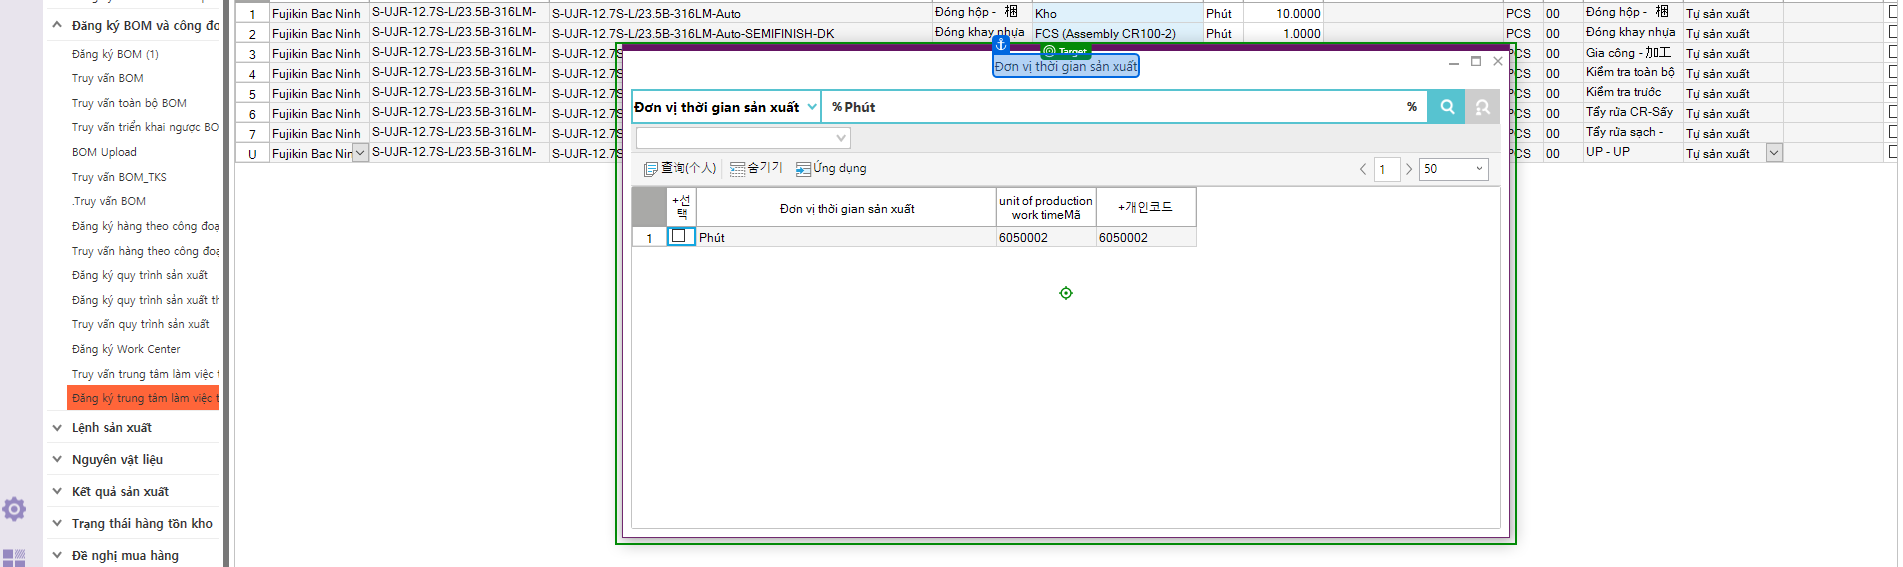 Đăng ký BOM và công đo
Đăng ký BOM (1)
Truy vấn BOM
Truy vấn toàn bộ BOM
Truy vấn triển khai ngược BO
BOM Upload
Truy vấn BOM_TKS
.Truy vấn BOM
Đăng ký hàng theo công đoạ
Truy vấn hàng theo công đoạ
Đăng ký quy trình sản xuất
Đăng ký quy trình sản xuất th
Truy vấn quy trình sản xuất
Đăng ký Work Center
Truy vấn trung tâm làm việc t
Đăng ký trung tâm làm việc t
Lệnh sản xuất
Nguyên vật liệu
Kết quả sản xuất
Trạng thái hàng tồn kho
Đề nghị mua hàng
1 Fujikin Bac Ninh S-UJR-12.7S-L/23.5B-316LM- S-UJR-12.7S-L/23.5B-316LM-Auto Đóng hộp - 梱 Kho Phút 10.0000 PCS 00 Đóng hộp - 梱 Tự sản xuất
2 Fujikin Bac Ninh S-UJR-12.7S-L/23.5B-316LM- S-UJR-12.7S-L/23.5B-316LM-Auto-SEMIFINISH-DK Đóng khay nhựa FCS (Assembly CR100-2) Phút 1.0000 PCS 00 Đóng khay nhựa Tự sản xuất
3 Fujikin Bac Ninh S-UJR-12.7S-L/23.5B-316LM- S-UJR-12.7S PCS 00 Gia công - 加工 Tự sản xuất
4 Fujikin Bac Ninh S-UJR-12.7S-L/23.5B-316LM- S-UJR-12.7S PCS 00 Kiểm tra toàn bộ Tự sản xuất
5 Fujikin Bac Ninh S-UJR-12.7S-L/23.5B-316LM- S-UJR-12.7S PCS 00 Kiểm tra trước Tự sản xuất
6 Fujikin Bac Ninh S-UJR-12.7S-L/23.5B-316LM- S-UJR-12.7S PCS 00 Tẩy rửa CR-Sấy Tự sản xuất
7 Fujikin Bac Ninh S-UJR-12.7S-L/23.5B-316LM- S-UJR-12.7S PCS 00 Tẩy rửa sạch - Tự sản xuất
U Fujikin Bac Nin S-UJR-12.7S-L/23.5B-316LM- S-UJR-12.7S PCS 00 UP - UP Tự sản xuất
Target
Đơn vị thời gian sản xuất
Đơn vị thời gian sản xuất % Phút %
查询(个人) 숨기기 Ứng dụng 1 50
+선택 Đơn vị thời gian sản xuất unit of production work timeMã +개인코드
1 Phút 6050002 6050002